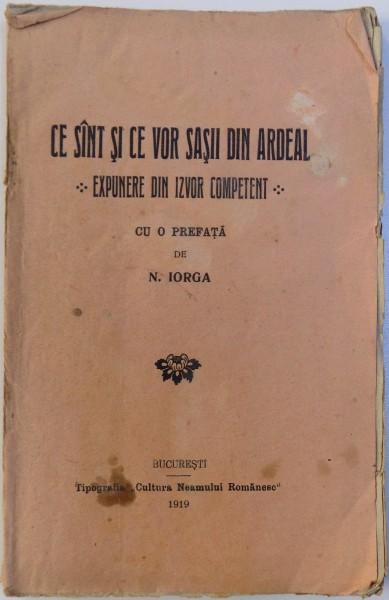 CE SÎNT ȘI CE VOR SAȘII DIN ARDEAL
EXPUNERE DIN IZVOR COMPETENT
CU O PREFAȚĂ
DE
N. IORGA
BUCUREȘTI
Tipografia „Cultura Neamului Românesc“
1919